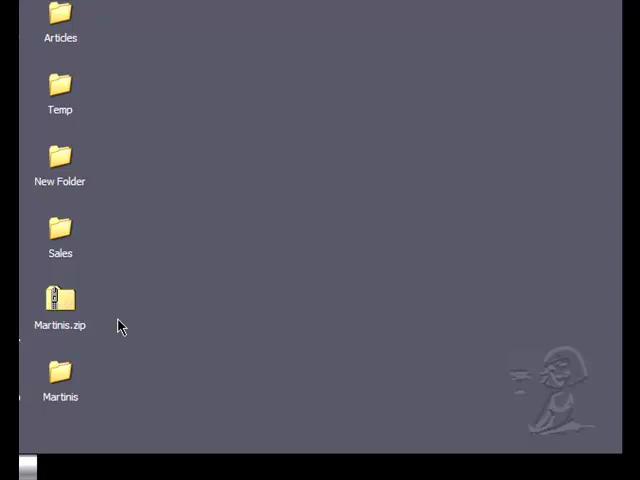 Articles
Temp
New Folder
Sales
Martinis.zip
Martinis